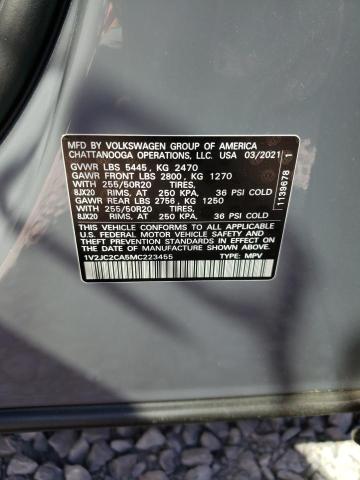 MFD. BY VOLKSWAGEN GROUP OF AMERICA
CHATTANOOGA OPERATIONS, LLC. USA 03/2021
GVWR LBS 5445, KG 2470
GAWR FRONT LBS 2800, KG 1270
WITH 255/50R20 TIRES,
8JX20 RIMS, AT 250 KPA, 36 PSI COLD
GAWR REAR LBS 2756, KG 1250
WITH 255/50R20 TIRES,
8JX20 RIMS, AT 250 KPA, 36 PSI COLD
THIS VEHICLE CONFORMS TO ALL APPLICABLE
U.S. FEDERAL MOTOR VEHICLE SAFETY
STANDARDS IN EFFECT ON THE DATE OF
MANUFACTURE SHOWN ABOVE.
1V2JC2CA5MC223455 TYPE: MPV
1139678 1